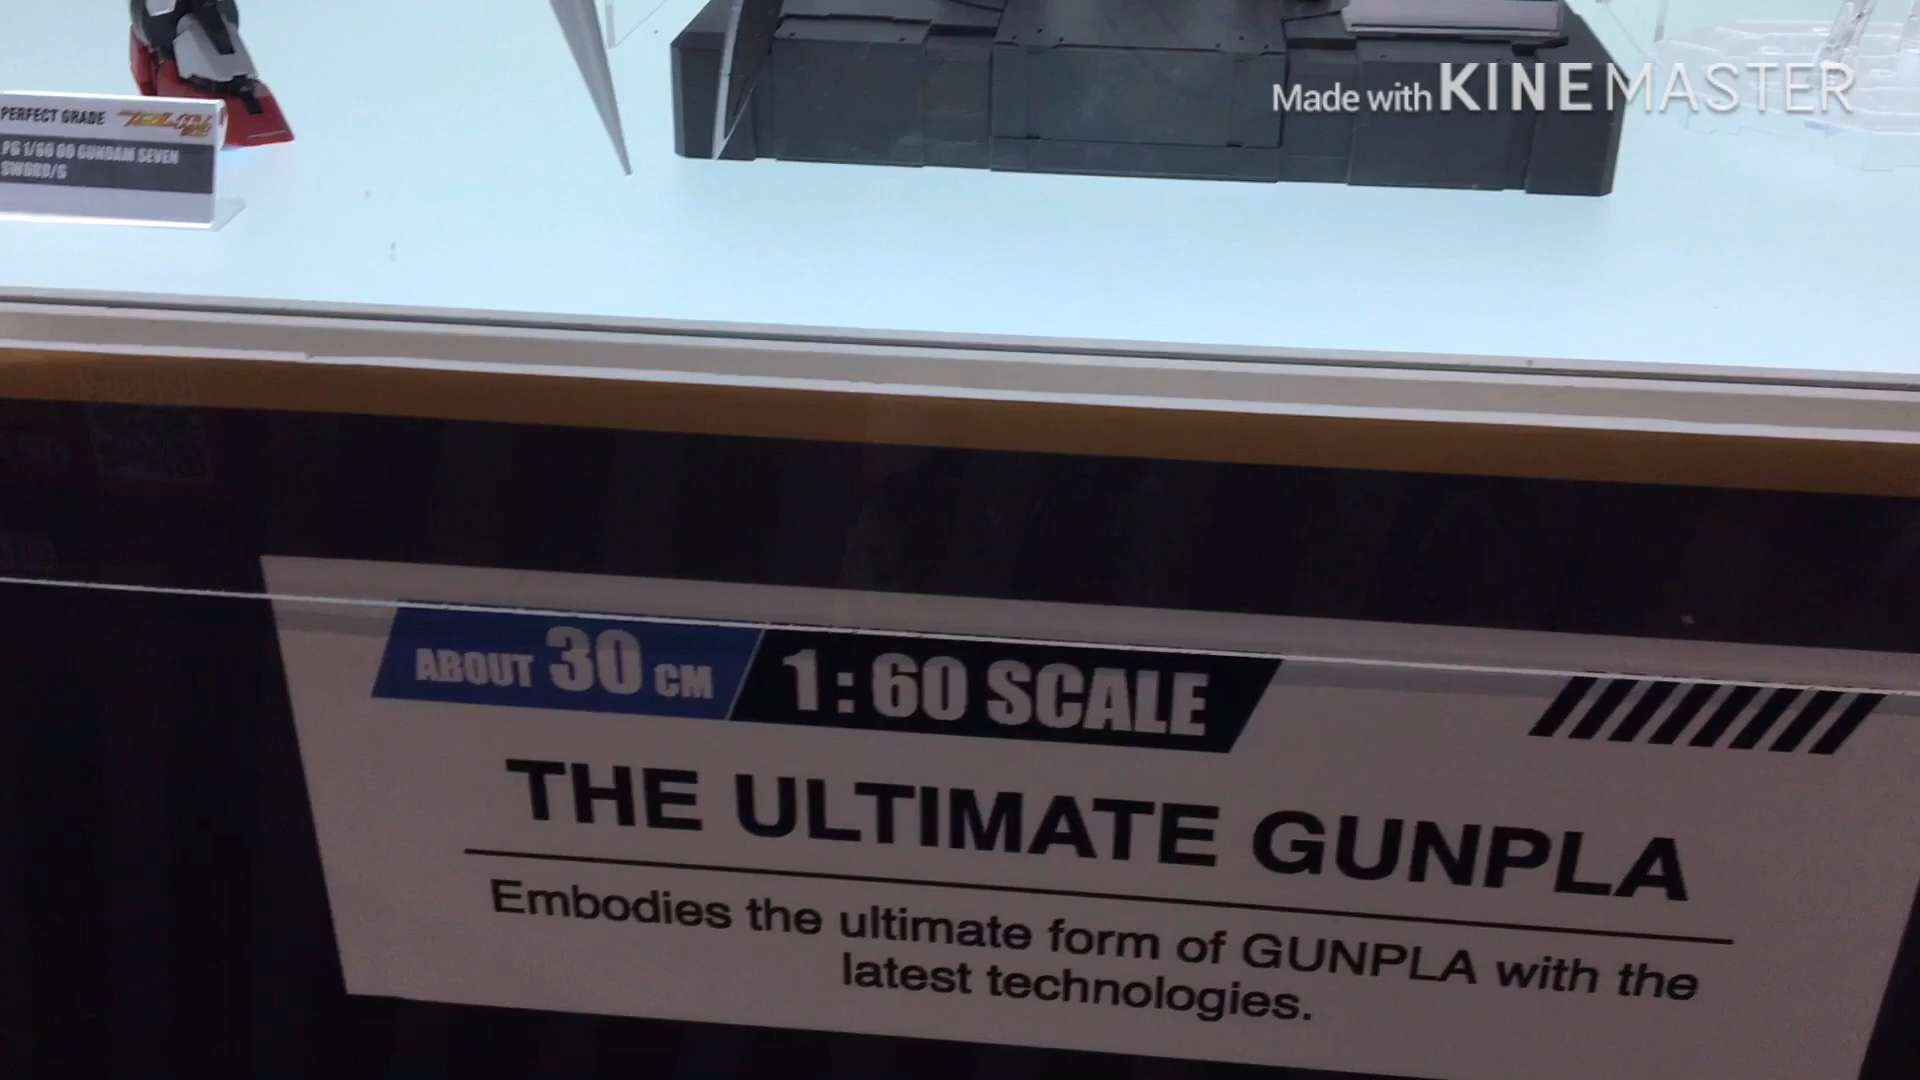 Made with KINEMASTER
PERFECT GRADE
PG 1/60 00 GUNDAM SEVEN
SWORD/G
ABOUT 30 CM
1:60 SCALE
THE ULTIMATE GUNPLA
Embodies the ultimate form of GUNPLA with the
latest technologies.